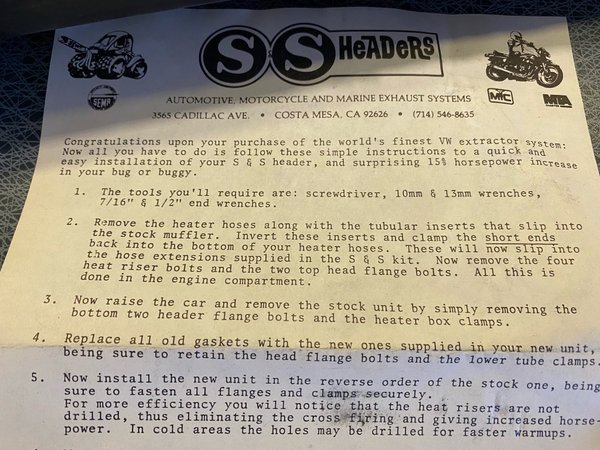 S&S HEADERS
SEMA
MIC
AUTOMOTIVE, MOTORCYCLE AND MARINE EXHAUST SYSTEMS
3565 CADILLAC AVE. • COSTA MESA, CA 92626 • (714) 546-8635
Congratulations upon your purchase of the world's finest VW extractor system:
Now all you have to do is follow these simple instructions to a quick and
easy installation of your S & S header, and surprising 15% horsepower increase
in your bug or buggy.
1. The tools you'll require are: screwdriver, 10mm & 13mm wrenches,
7/16" & 1/2" end wrenches.
2. Remove the heater hoses along with the tubular inserts that slip into
the stock muffler. Invert these inserts and clamp the short ends
back into the bottom of your heater hoses. These will now slip into
the hose extensions supplied in the S & S kit. Now remove the four
heat riser bolts and the two top head flange bolts. All this is
done in the engine compartment.
3. Now raise the car and remove the stock unit by simply removing the
bottom two header flange bolts and the heater box clamps.
4. Replace all old gaskets with the new ones supplied in your new unit,
being sure to retain the head flange bolts and the lower tube clamps.
5. Now install the new unit in the reverse order of the stock one, being
sure to fasten all flanges and clamps securely.
For more efficiency you will notice that the heat risers are not
drilled, thus eliminating the cross firing and giving increased horse-
power. In cold areas the holes may be drilled for faster warmups.